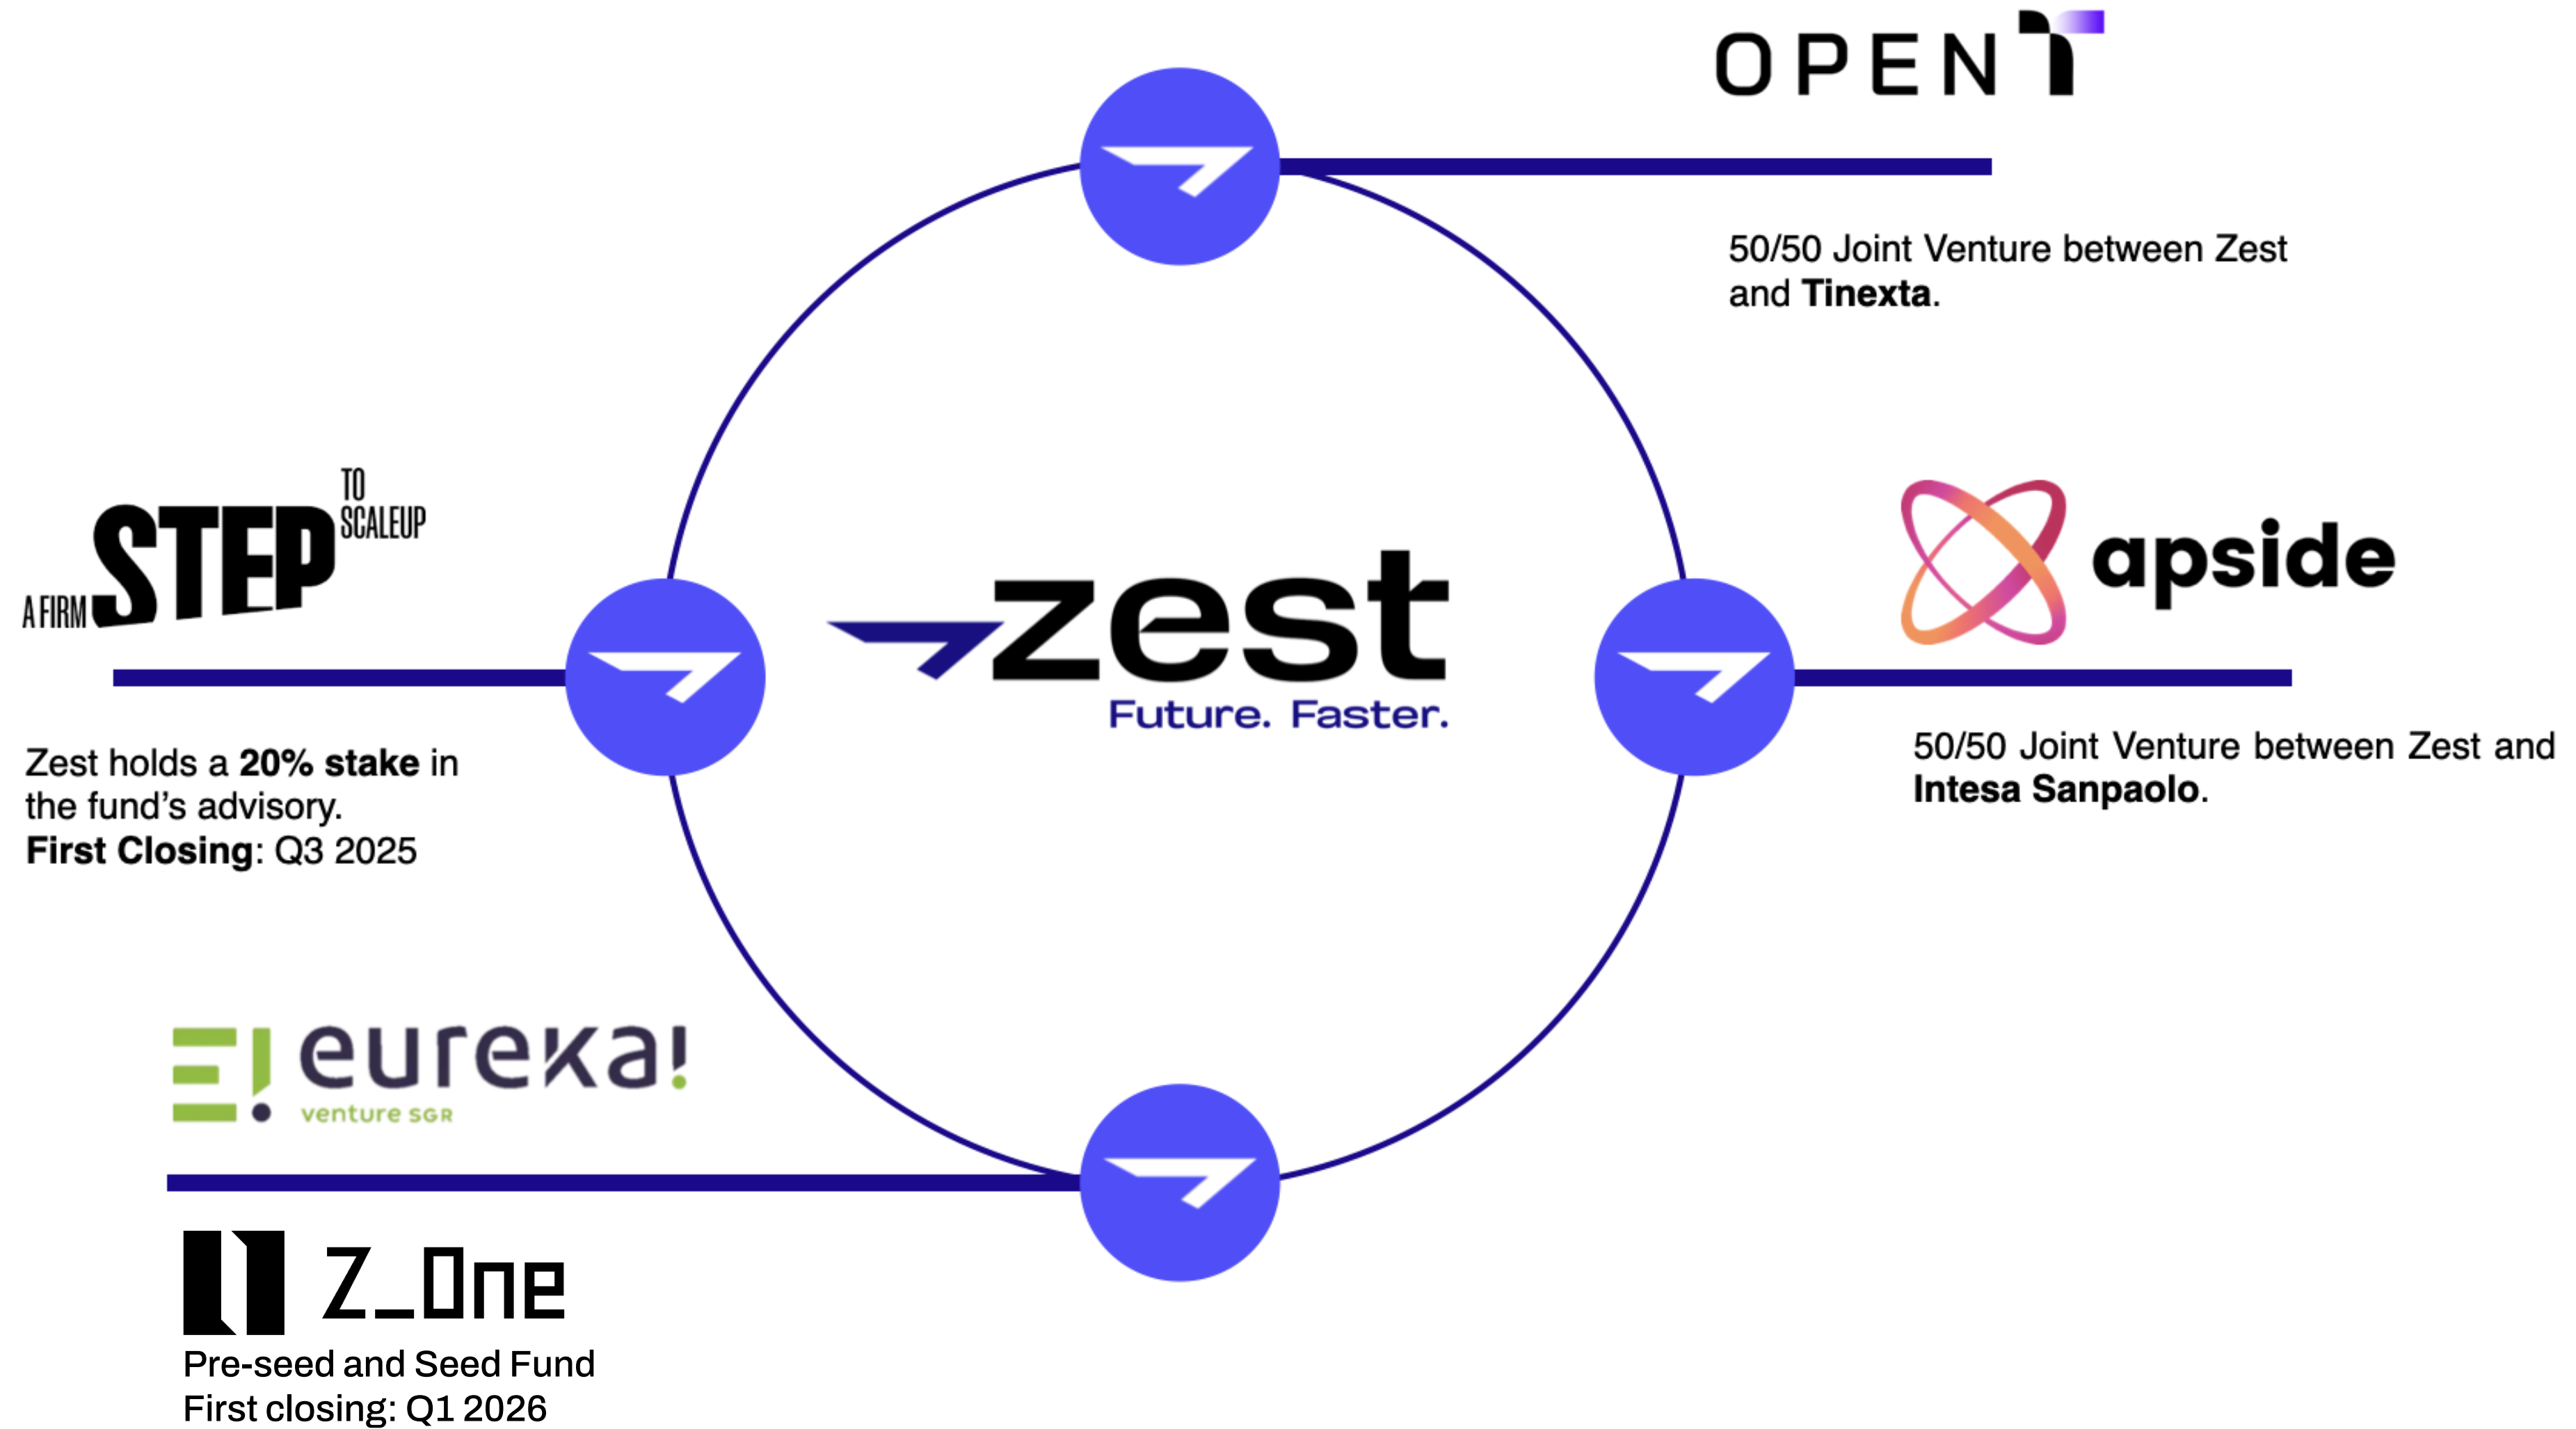 OPEN T
50/50 Joint Venture between Zest
and Tinexta.
A FIRM STEP TO
SCALEUP
Zest holds a 20% stake in
the fund's advisory.
First Closing: Q3 2025
zest
Future. Faster.
apside
50/50 Joint Venture between Zest and
Intesa Sanpaolo.
E! eureka!
venture SGR
Z_One
Pre-seed and Seed Fund
First closing: Q1 2026